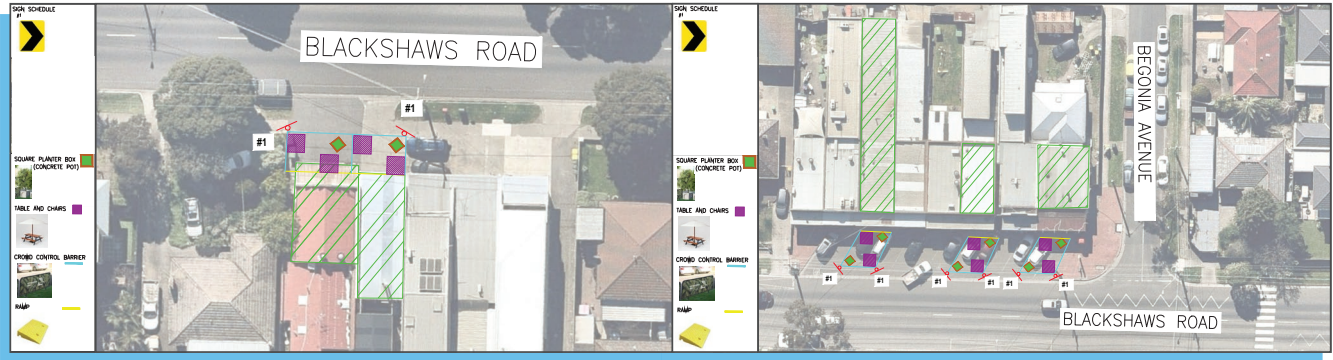 SIGN SCHEDULE
#1
SQUARE PLANTER BOX
(CONCRETE POT)
TABLE AND CHAIRS
CROWD CONTROL BARRIER
RAMP
BLACKSHAWS ROAD
#1
#1
SIGN SCHEDULE
#1
SQUARE PLANTER BOX
(CONCRETE POT)
TABLE AND CHAIRS
CROWD CONTROL BARRIER
RAMP
BEGONIA AVENUE
#1
#1
#1
#1
#1
#1
BLACKSHAWS ROAD